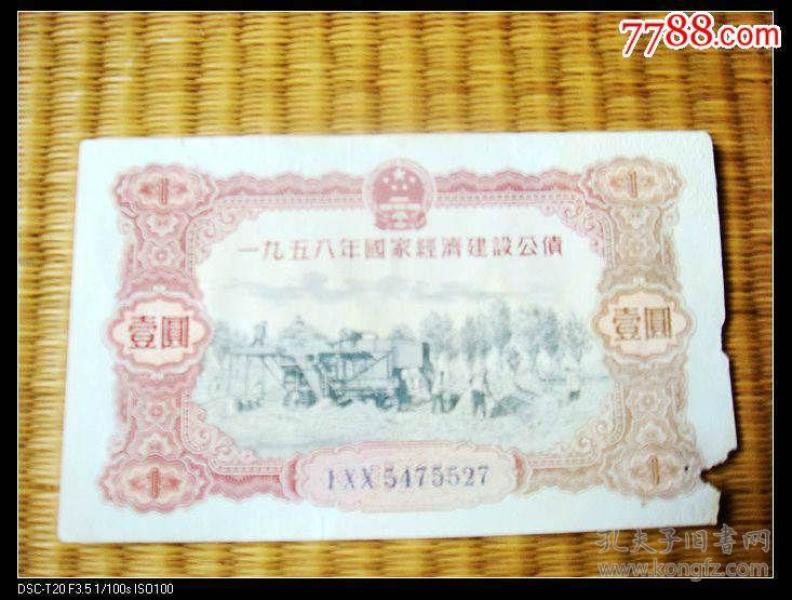 7788.com
1 1
一九五八年國家經濟建設公債
壹圓 壹圓
1 1
IXX 5475527
孔夫子旧书网
www.kongfz.com
DSC-T20 F3.5 1/100s ISO100